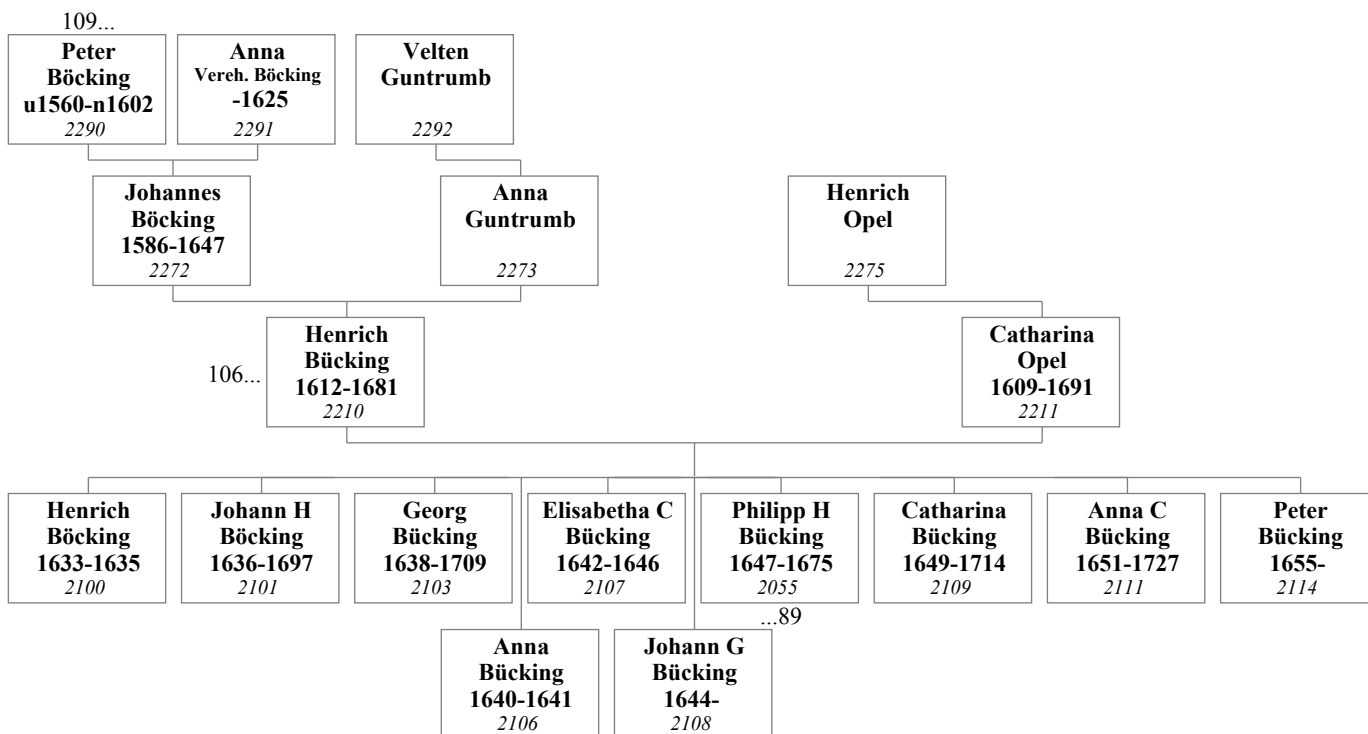 109...
Peter
Böcking
u1560-n1602
2290
Anna
Vereh. Böcking
-1625
2291
Velten
Guntrumb
2292
Johannes
Böcking
1586-1647
2272
Anna
Guntrumb
2273
Henrich
Opel
2275
106...
Henrich
Bücking
1612-1681
2210
Catharina
Opel
1609-1691
2211
Henrich
Böcking
1633-1635
2100
Johann H
Böcking
1636-1697
2101
Georg
Bücking
1638-1709
2103
Elisabetha C
Bücking
1642-1646
2107
Philipp H
Bücking
1647-1675
2055
...89
Catharina
Bücking
1649-1714
2109
Anna C
Bücking
1651-1727
2111
Peter
Bücking
1655-
2114
Anna
Bücking
1640-1641
2106
Johann G
Bücking
1644-
2108